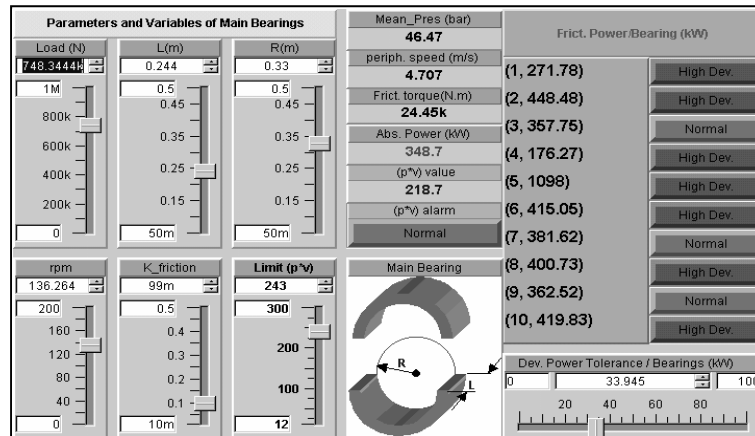 Parameters and Variables of Main Bearings
Load (N)
748.3444k
1M
800k
600k
400k
200k
0
L(m)
0.244
0.5
0.45
0.35
0.25
0.15
50m
R(m)
0.33
0.5
0.45
0.35
0.25
0.15
50m
rpm
136.264
200
160
120
80
40
0
K_friction
99m
0.5
0.4
0.3
0.2
0.1
10m
Limit (p*v)
243
300
200
100
12
Mean_Pres (bar)
46.47
periph. speed (m/s)
4.707
Frict. torque(N.m)
24.45k
Abs. Power (kW)
348.7
(p*v) value
218.7
(p*v) alarm
Normal
Main Bearing
R
L
Frict. Power/Bearing (kW)
(1, 271.78) High Dev.
(2, 448.48) High Dev.
(3, 357.75) Normal
(4, 176.27) High Dev.
(5, 1098) High Dev.
(6, 415.05) High Dev.
(7, 381.62) Normal
(8, 400.73) High Dev.
(9, 362.52) Normal
(10, 419.83) High Dev.
Dev. Power Tolerance / Bearings (kW)
0 33.945
20 40 60 80